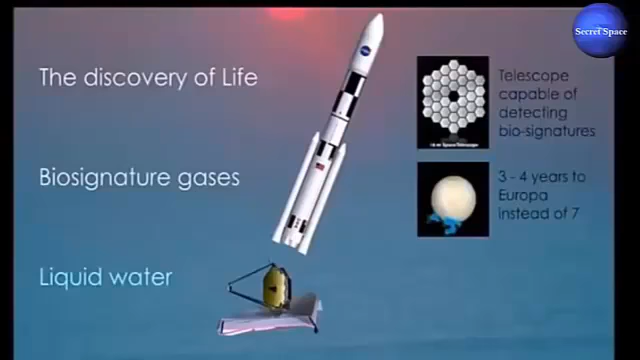 Secret Space
The discovery of Life
Telescope
capable of
detecting
bio-signatures
Biosignature gases
3 - 4 years to
Europa
instead of 7
Liquid water